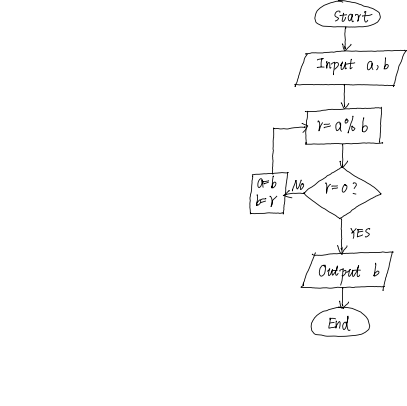 Start
Input a,b
r=a%b
r=0?
No
a=b
b=r
YES
Output b
End